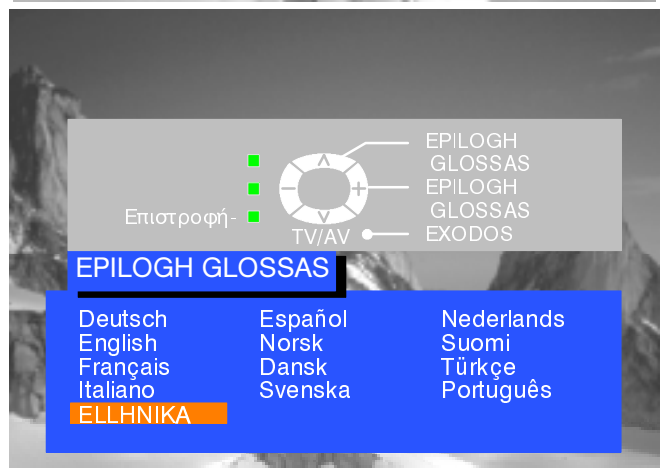 EPILOGH
GLOSSAS
EPILOGH
GLOSSAS
Επιστροφή-
TV/AV
EXODOS
EPILOGH GLOSSAS
Deutsch Español Nederlands
English Norsk Suomi
Français Dansk Türkçe
Italiano Svenska Português
ELLHNIKA